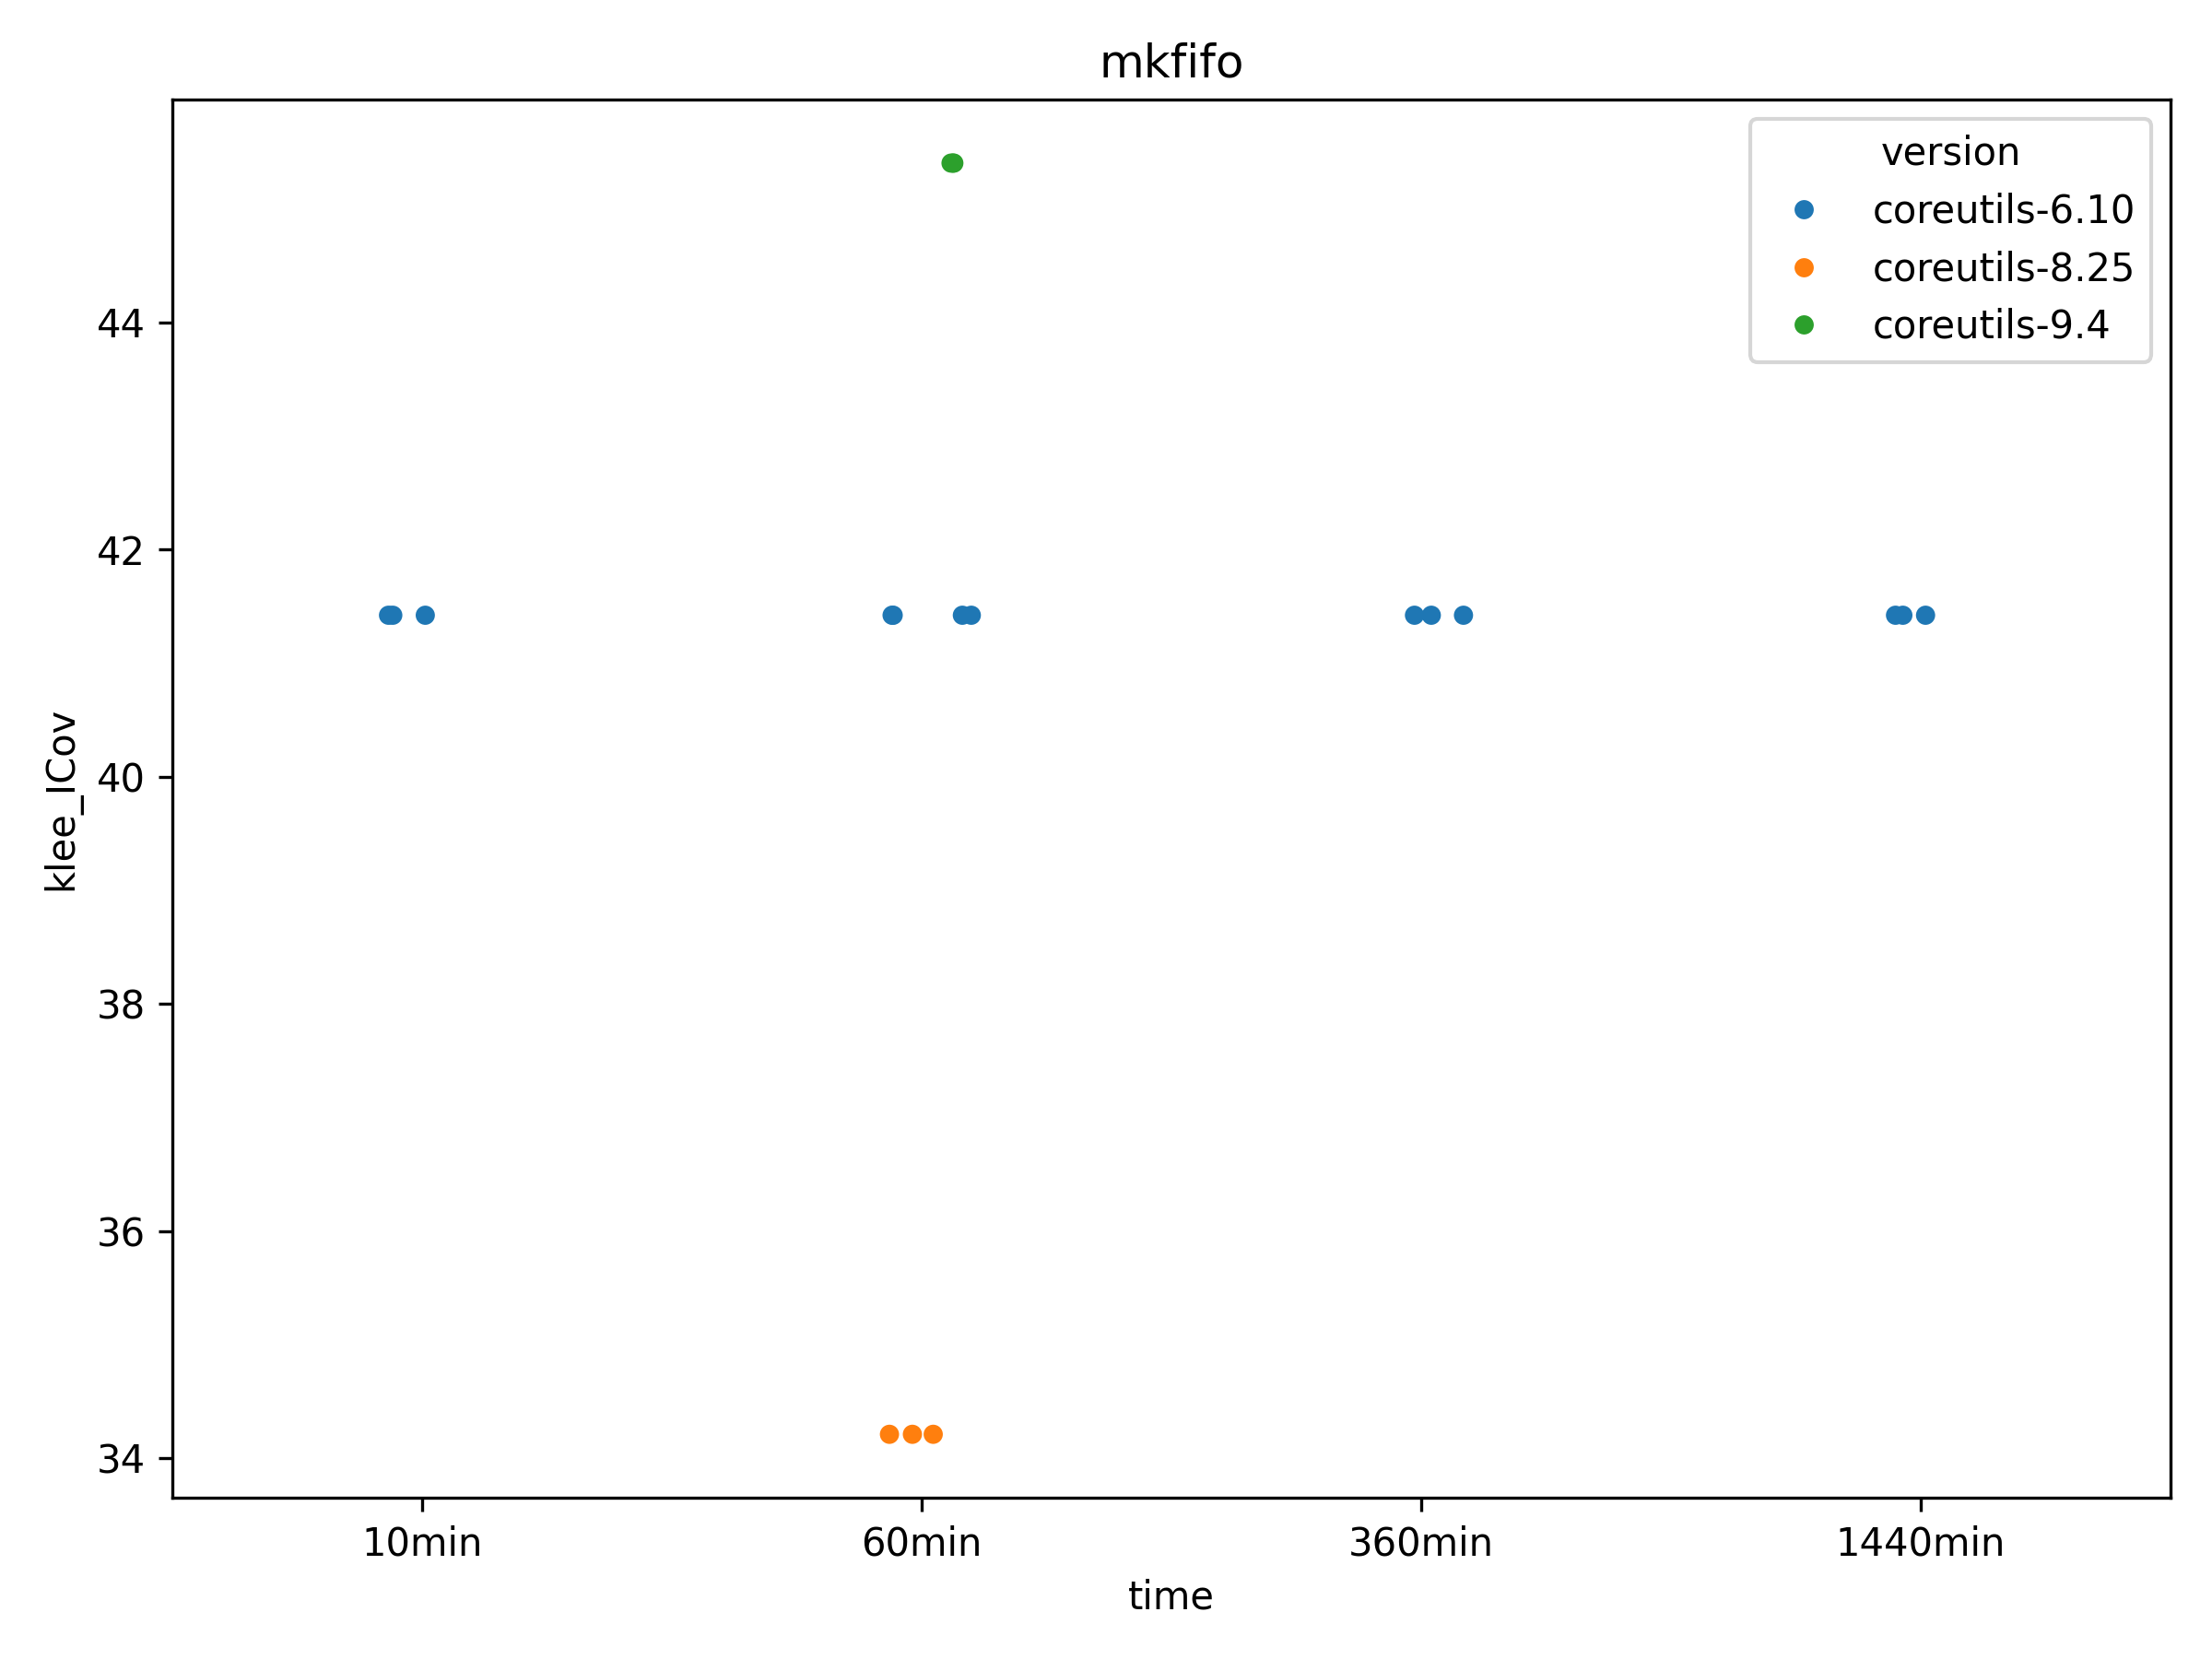 mkfifo
version
coreutils-6.10
coreutils-8.25
coreutils-9.4
klee_ICov
44
42
40
38
36
34
10min
60min
360min
1440min
time